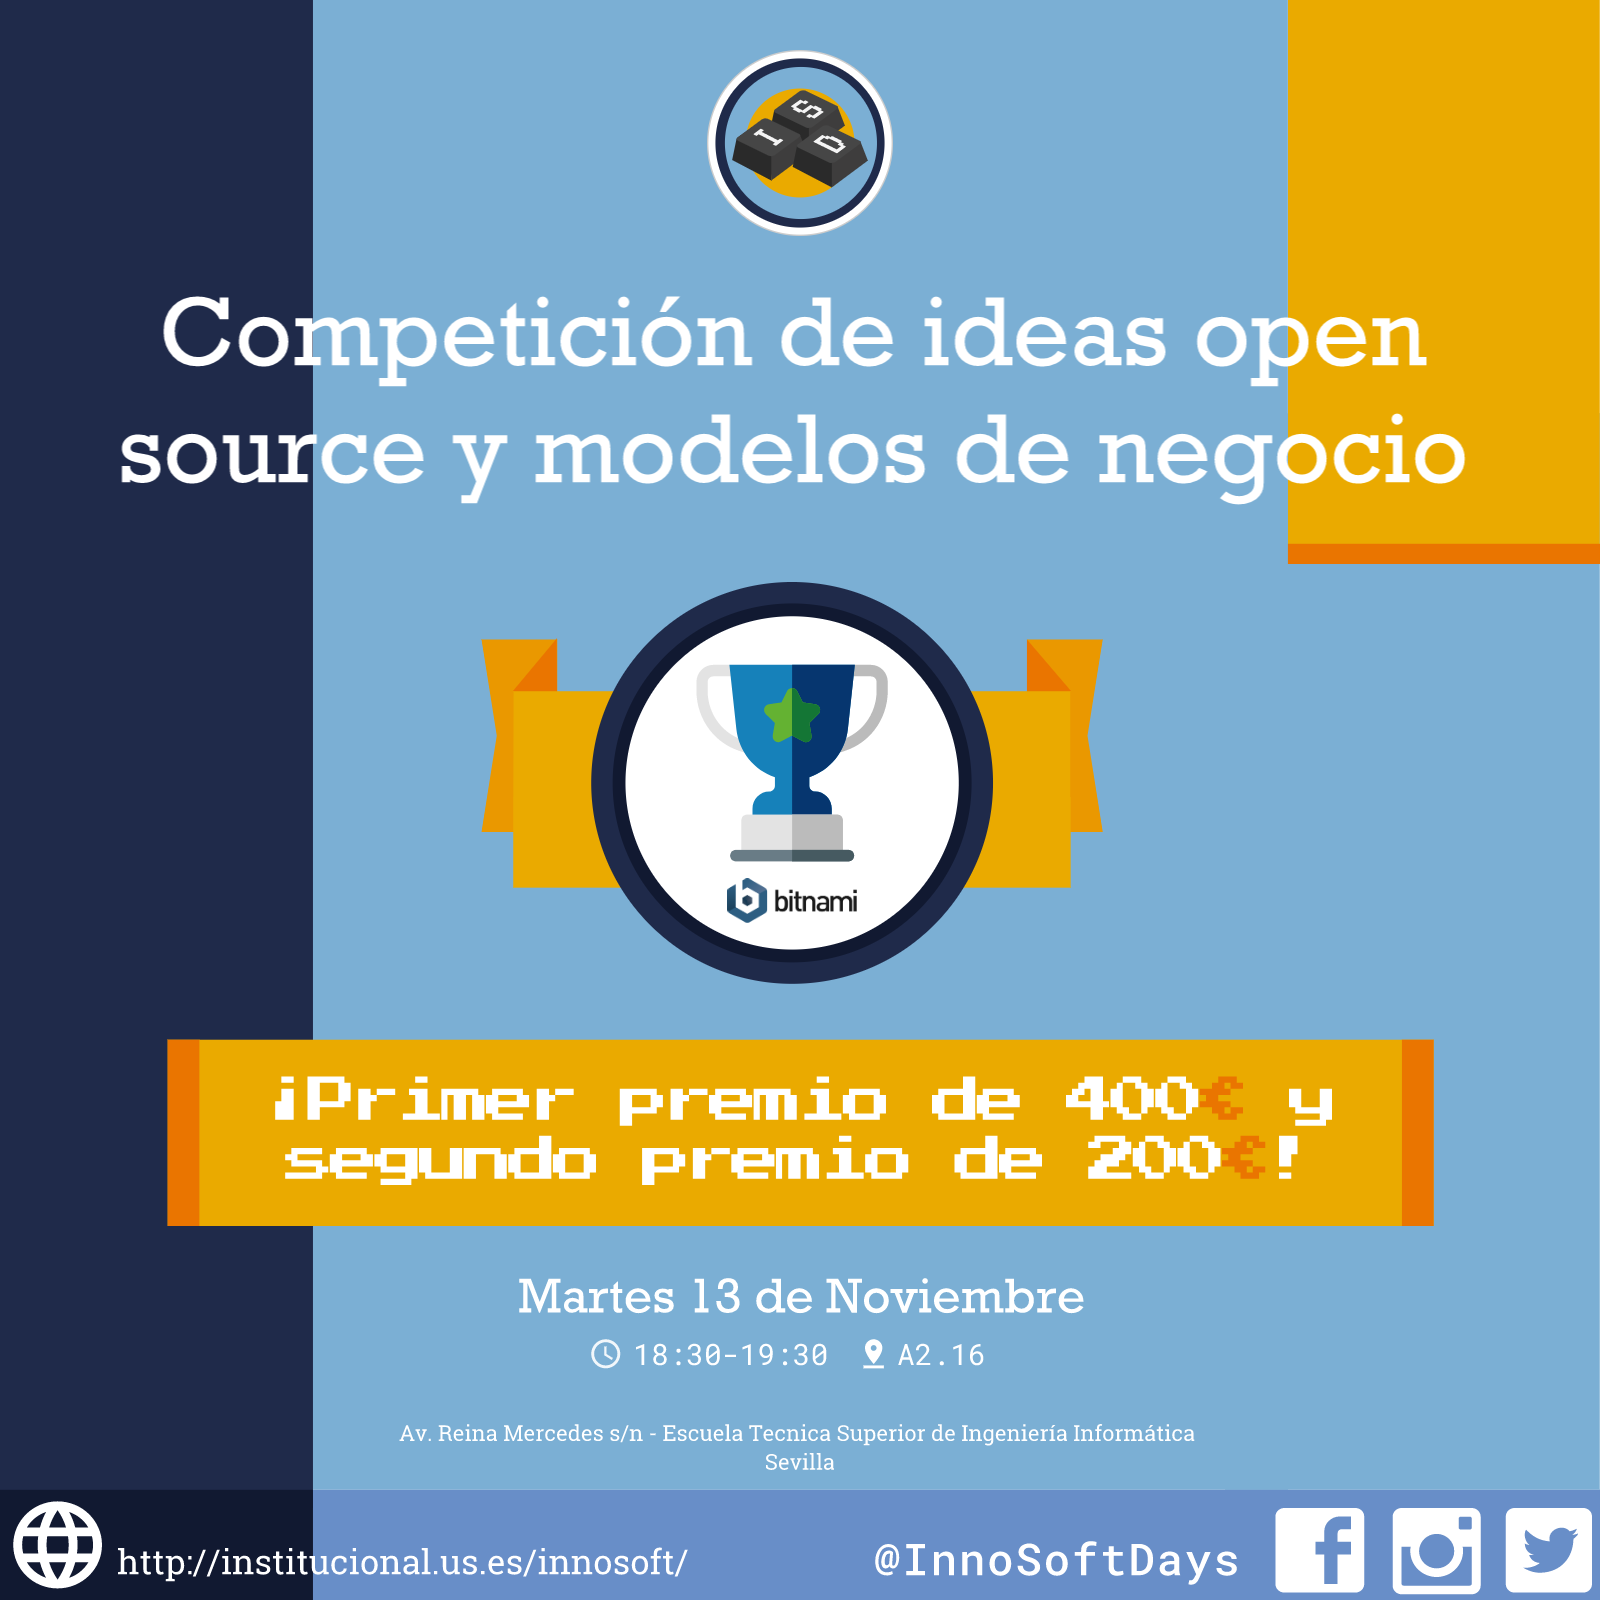 I S D
Competición de ideas open
source y modelos de negocio
bitnami
¡Primer premio de 400€ y
segundo premio de 200€!
Martes 13 de Noviembre
18:30-19:30 A2.16
Av. Reina Mercedes s/n - Escuela Tecnica Superior de Ingeniería Informática
Sevilla
http://institucional.us.es/innosoft/ @InnoSoftDays